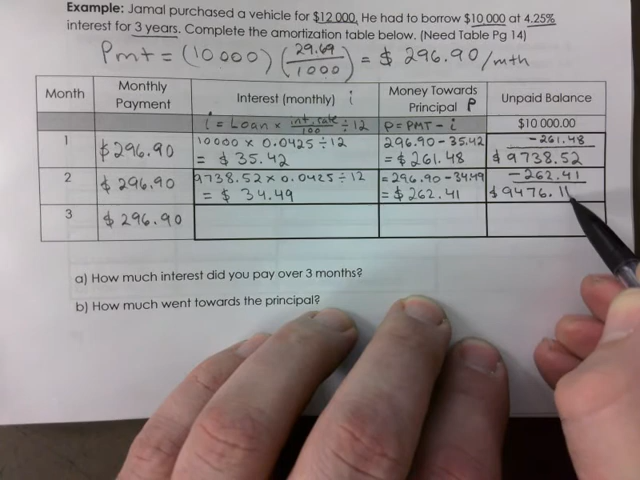 Example: Jamal purchased a vehicle for $12 000. He had to borrow $10 000 at 4.25%
interest for 3 years. Complete the amortization table below. (Need Table Pg 14)
Pmt = (10 000) (29.69/1000) = $ 296.90/mth
Month Monthly Payment Interest (monthly) i Money Towards Principal P Unpaid Balance
i = Loan × int. rate/100 ÷ 12 P = PMT - i $10 000.00
1 $296.90 10000 × 0.0425 ÷ 12 296.90 - 35.42 - 261.48
= $ 35.42 = $ 261.48 $ 9738.52
2 $ 296.90 9738.52 × 0.0425 ÷ 12 = 296.90 - 34.49 - 262.41
= $ 34.49 = $ 262.41 $ 9476.11
3 $ 296.90
a) How much interest did you pay over 3 months?
b) How much went towards the principal?